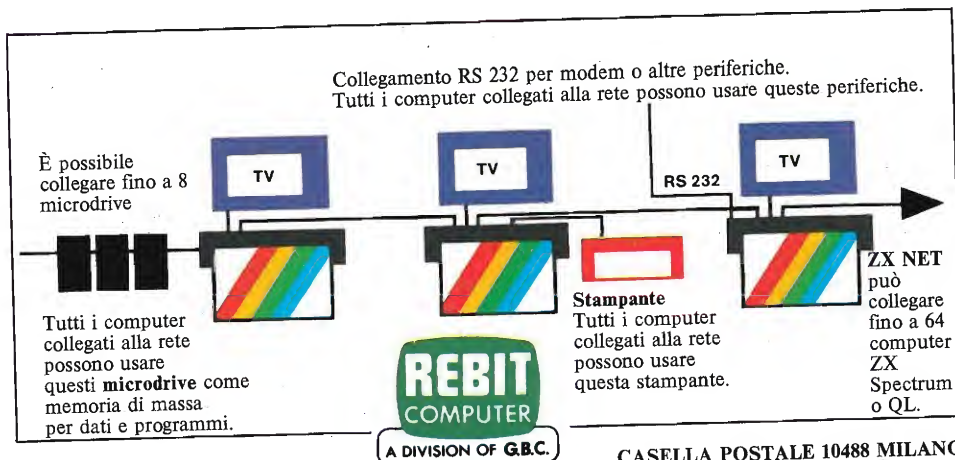 Collegamento RS 232 per modem o altre periferiche.
Tutti i computer collegati alla rete possono usare queste periferiche.
È possibile
collegare fino a 8
microdrive
TV
TV
TV
RS 232
Tutti i computer
collegati alla rete
possono usare
questi microdrive come
memoria di massa
per dati e programmi.
Stampante
Tutti i computer
collegati alla rete
possono usare
questa stampante.
ZX NET
può
collegare
fino a 64
computer
ZX
Spectrum
o QL.
REBIT
COMPUTER
A DIVISION OF G.B.C.
CASELLA POSTALE 10488 MILANO